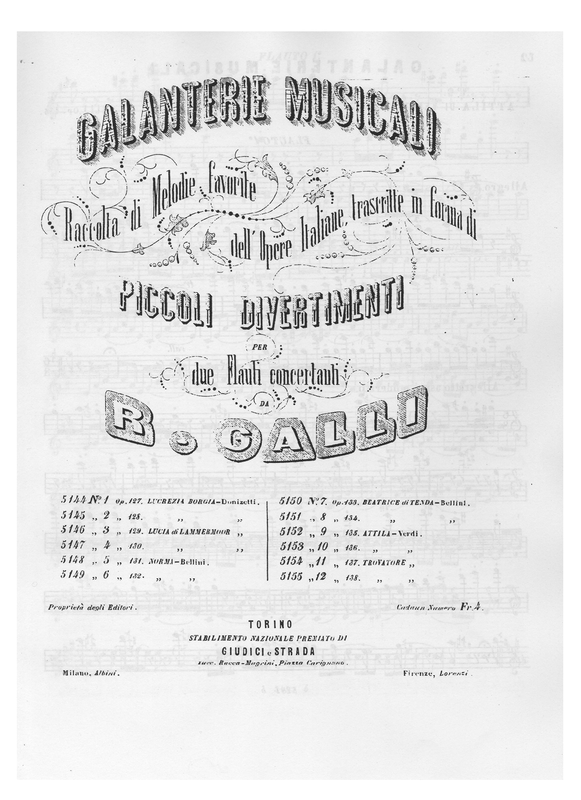 GALANTERIE MUSICALI
Raccolta di Melodie favorite
dell'Opere Italiane, trascritte in forma di
PICCOLI DIVERTIMENTI
PER
due Flauti concertanti
DA
R. GALLI
5144 Nº 1 Op. 127. LUCREZIA BORGIA - Donizetti.
5145 „ 2 „ 128. „ „
5146 „ 3 „ 129. LUCIA di LAMMERMOOR „
5147 „ 4 „ 130. „ „
5148 „ 5 „ 131. NORMA - Bellini.
5149 „ 6 „ 132. „ „
5150 Nº 7. Op. 133. BEATRICE di TENDA - Bellini.
5151 „ 8 „ 134. „ „
5152 „ 9 „ 135. ATTILA - Verdi.
5153 „ 10 „ 136. „ „
5154 „ 11 „ 137. TROVATORE „
5155 „ 12 „ 138. „ „
Proprietà degli Editori.
Cadaun Numero Fr. 4.
TORINO
STABILIMENTO NAZIONALE PREMIATO DI
GIUDICI e STRADA
succ. Racca-Magrini, Piazza Carignano.
Milano, Albini.
Firenze, Lorenzi.